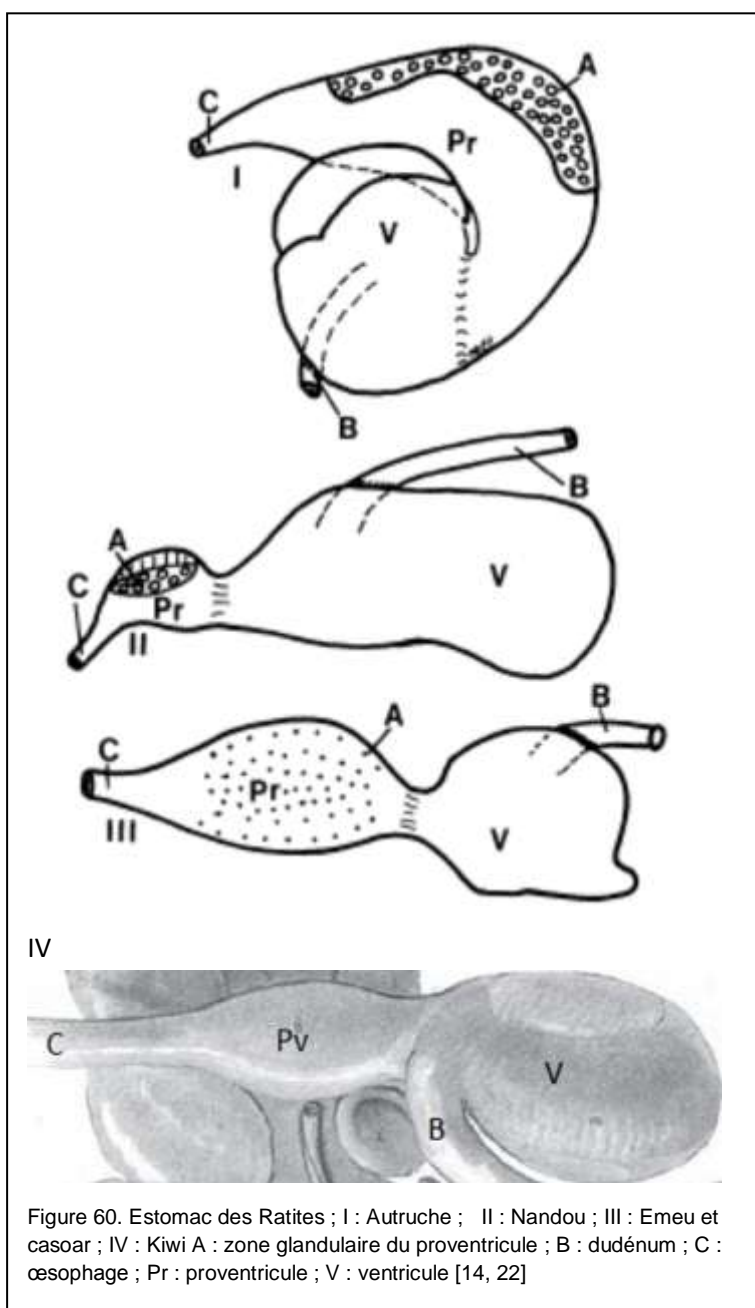 A
C
Pr
I
V
B
B
A
C
V
Pr
II
B
A
C
Pr
III
V
IV
C
Pv
V
B
Figure 60. Estomac des Ratites ; I : Autruche ; II : Nandou ; III : Emeu et
casoar ; IV : Kiwi A : zone glandulaire du proventricule ; B : dudénum ; C :
œsophage ; Pr : proventricule ; V : ventricule [14, 22]